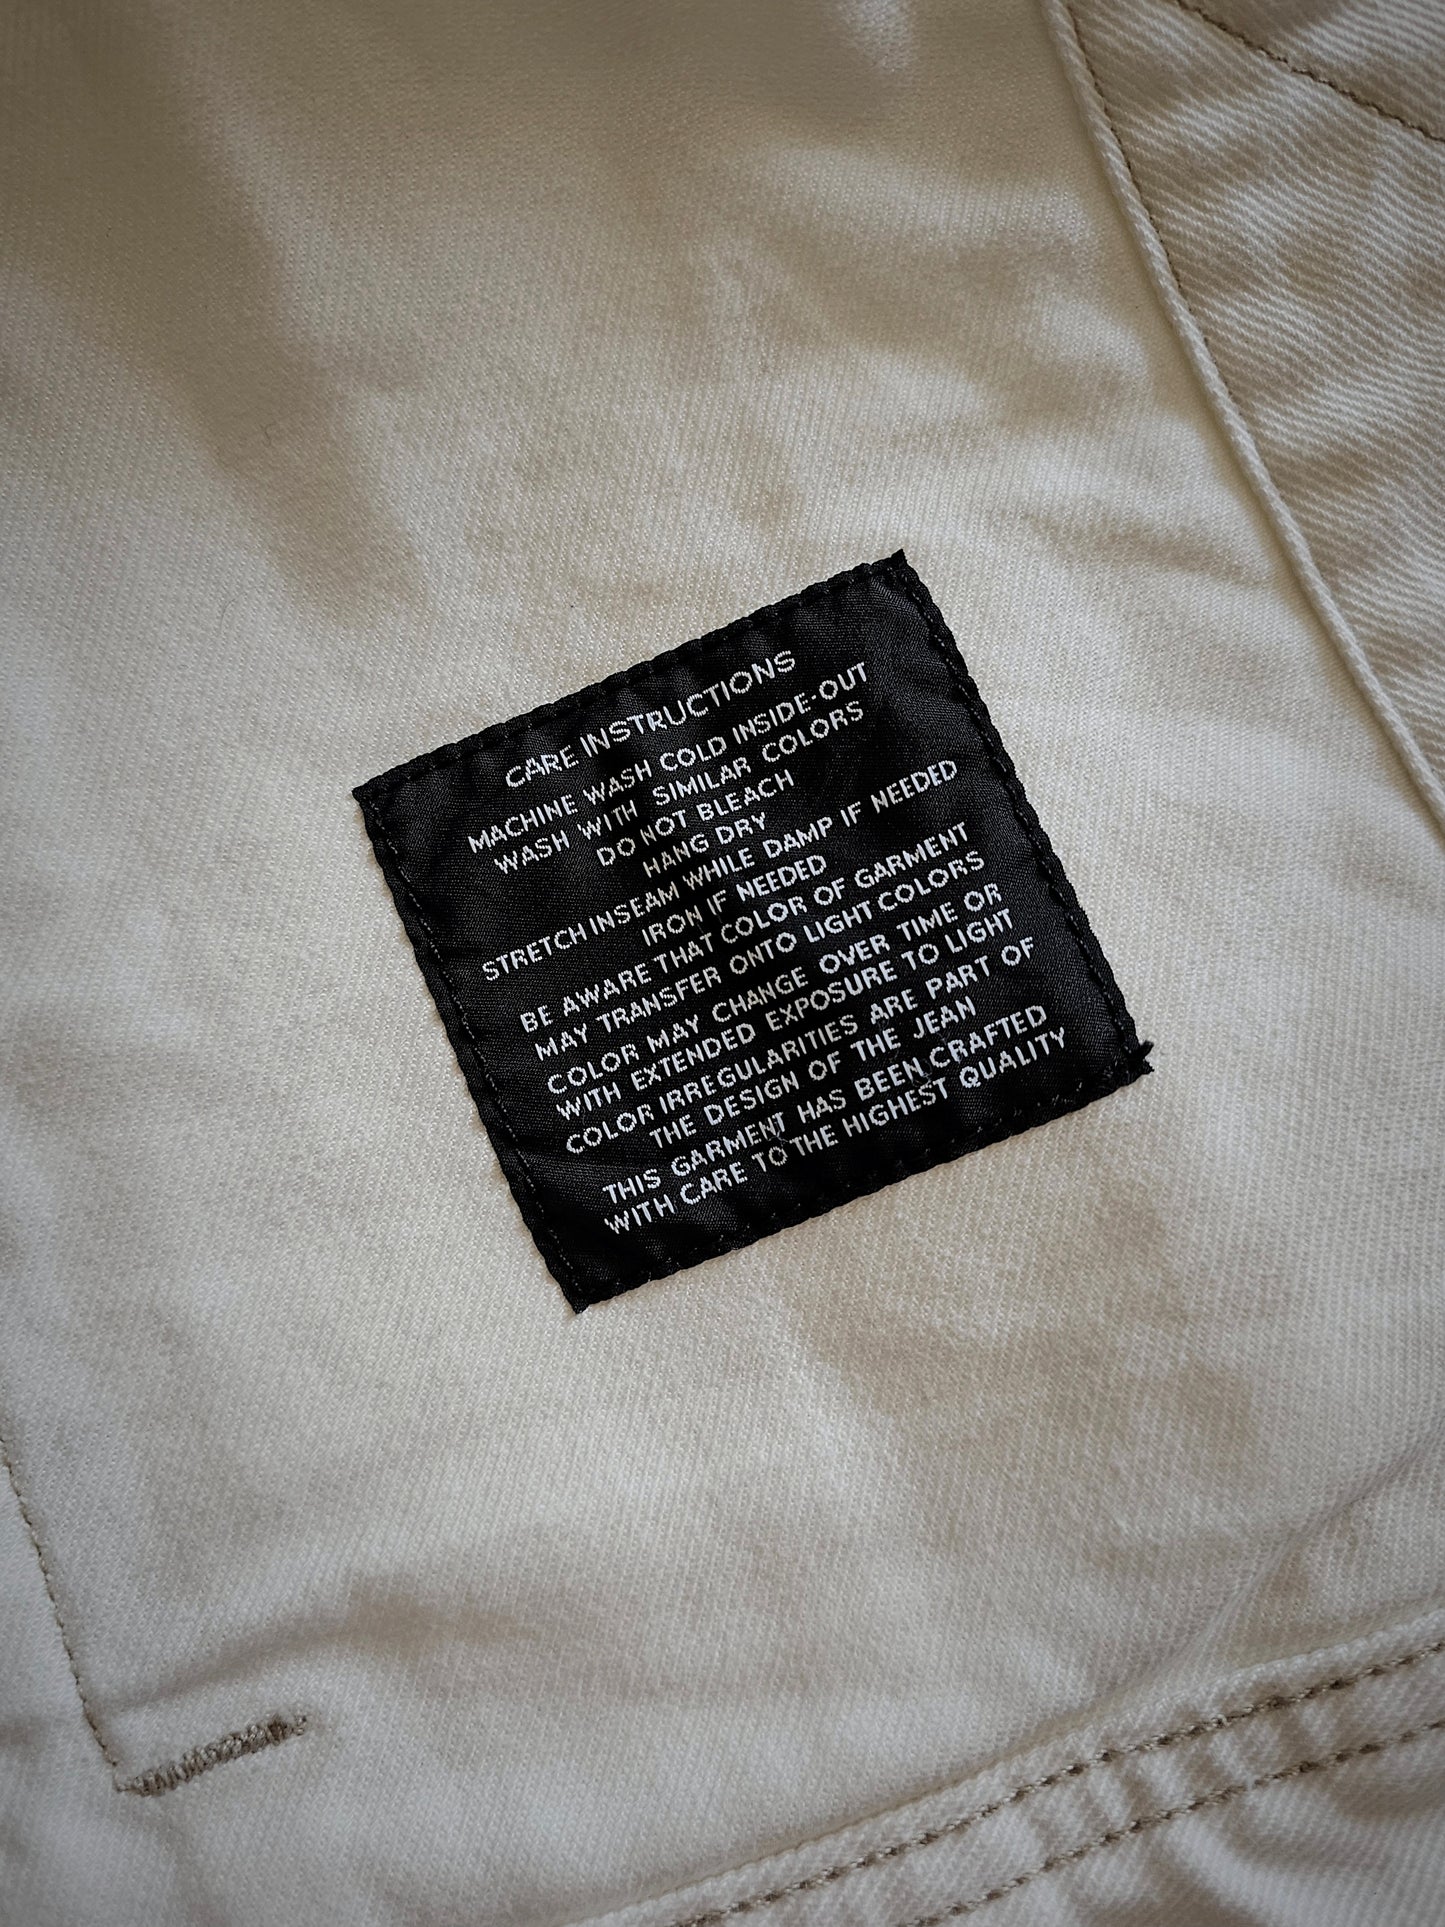 CARE INSTRUCTIONS
MACHINE WASH COLD INSIDE-OUT
WASH WITH SIMILAR COLORS
DO NOT BLEACH
HANG DRY
STRETCH INSEAM WHILE DAMP IF NEEDED
IRON IF NEEDED
BE AWARE THAT COLOR OF GARMENT
MAY TRANSFER ONTO LIGHT COLORS
COLOR MAY CHANGE OVER TIME OR
WITH EXTENDED EXPOSURE TO LIGHT
COLOR IRREGULARITIES ARE PART OF
THE DESIGN OF THE JEAN
THIS GARMENT HAS BEEN CRAFTED
WITH CARE TO THE HIGHEST QUALITY